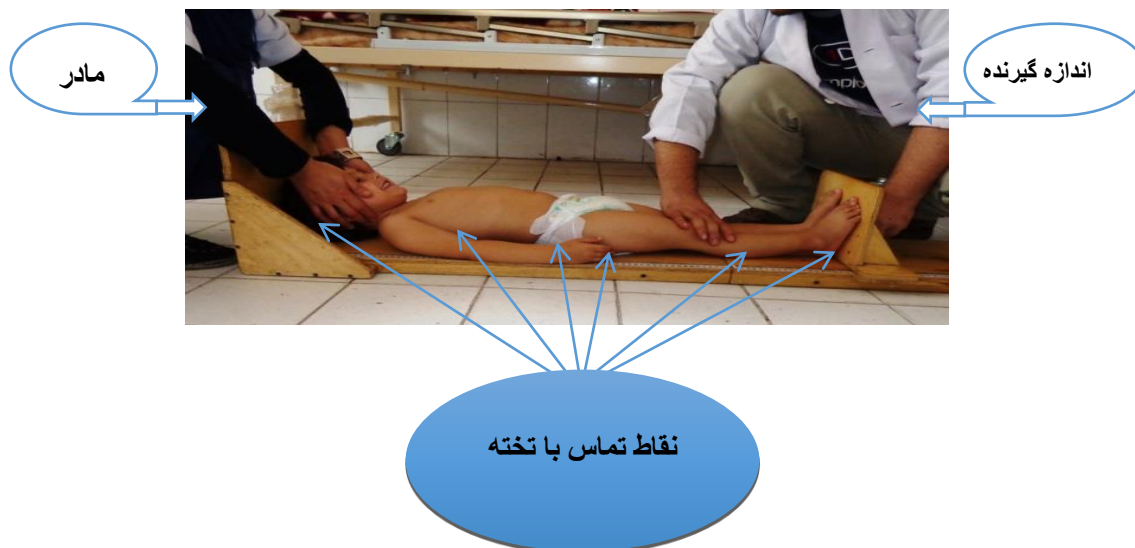 مادر
اندازه گیرنده
نقاط تماس با تخته